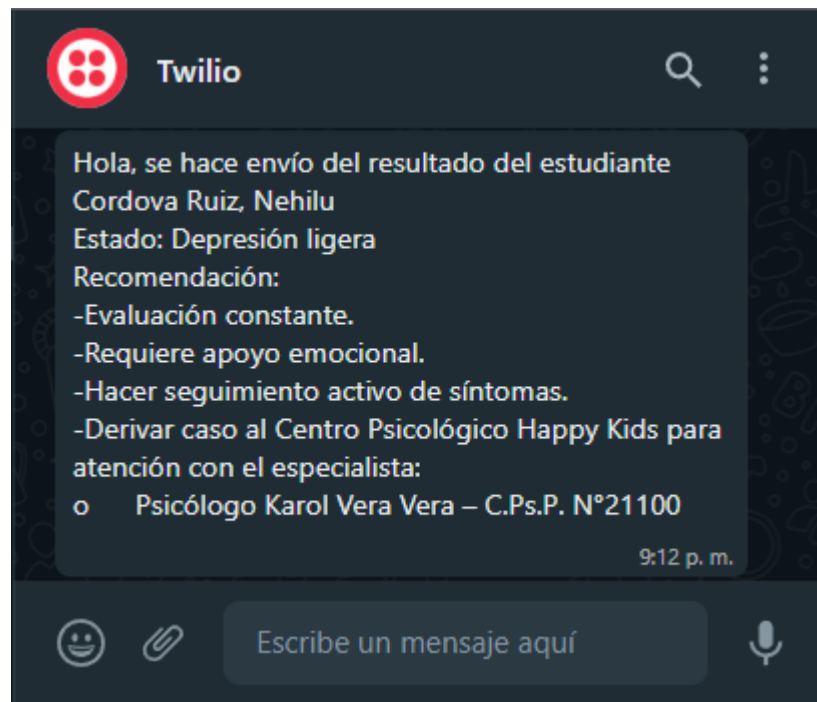 Twilio
Hola, se hace envío del resultado del estudiante
Cordova Ruiz, Nehilu
Estado: Depresión ligera
Recomendación:
-Evaluación constante.
-Requiere apoyo emocional.
-Hacer seguimiento activo de síntomas.
-Derivar caso al Centro Psicológico Happy Kids para
atención con el especialista:
o Psicólogo Karol Vera Vera – C.Ps.P. N°21100
9:12 p. m.
Escribe un mensaje aquí